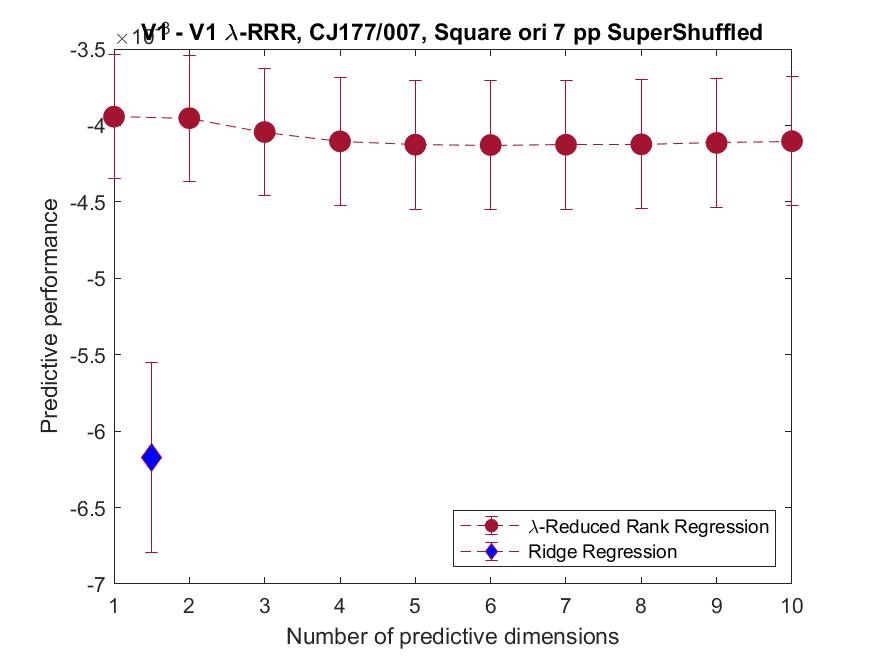 V1 - V1 λ-RRR, CJ177/007, Square ori 7 pp SuperShuffled
×10-3
-3.5
-4
-4.5
-5
-5.5
-6
-6.5
-7
Predictive performance
1 2 3 4 5 6 7 8 9 10
Number of predictive dimensions
λ-Reduced Rank Regression
Ridge Regression